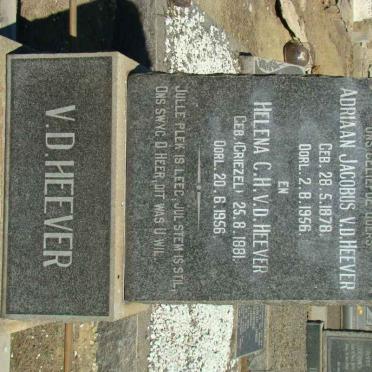 ADRIAAN JACOBUS V.D. HEEVER
GEB. 28.5.1878.
OORL. 2.8.1956.
EN
HELENA C.H. V.D. HEEVER
GEB. (GRIEZEL) 25.8.1881.
OORL. 20.6.1956.
JULLE PLEK IS LEEG, JUL STEM IS STIL,
ONS SWYG, O HEER, DIT WAS U WIL.
V.D. HEEVER